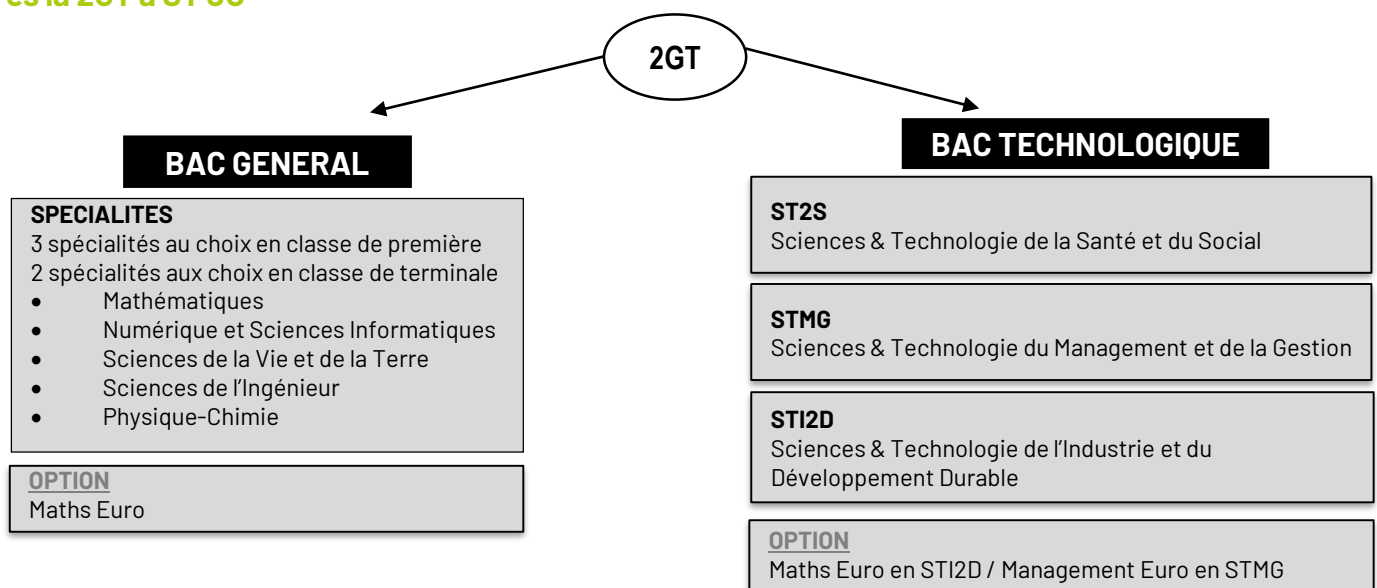 2GT
BAC GENERAL
SPECIALITES
3 spécialités au choix en classe de première
2 spécialités aux choix en classe de terminale
• Mathématiques
• Numérique et Sciences Informatiques
• Sciences de la Vie et de la Terre
• Sciences de l'Ingénieur
• Physique-Chimie
OPTION
Maths Euro
BAC TECHNOLOGIQUE
ST2S
Sciences & Technologie de la Santé et du Social
STMG
Sciences & Technologie du Management et de la Gestion
STI2D
Sciences & Technologie de l'Industrie et du
Développement Durable
OPTION
Maths Euro en STI2D / Management Euro en STMG